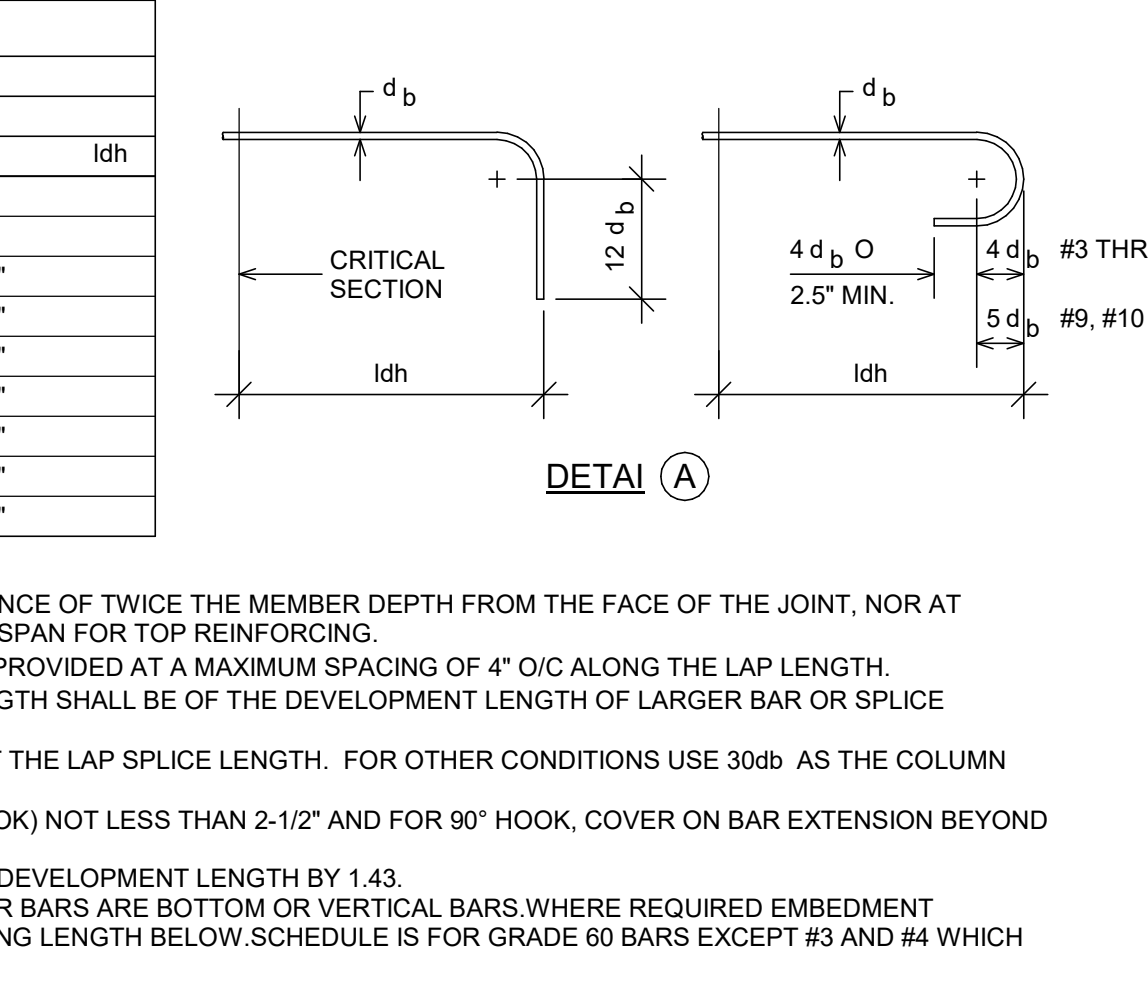 ldh
"
"
"
"
"
"
"
d b
12 d b
CRITICAL
SECTION
ldh
d b
4 d b O
2.5" MIN.
4 d b #3 THR
5 d b #9, #10
ldh
DETAI A
NCE OF TWICE THE MEMBER DEPTH FROM THE FACE OF THE JOINT, NOR AT
SPAN FOR TOP REINFORCING.
PROVIDED AT A MAXIMUM SPACING OF 4" O/C ALONG THE LAP LENGTH.
GTH SHALL BE OF THE DEVELOPMENT LENGTH OF LARGER BAR OR SPLICE
T THE LAP SPLICE LENGTH. FOR OTHER CONDITIONS USE 30db AS THE COLUMN
OK) NOT LESS THAN 2-1/2" AND FOR 90° HOOK, COVER ON BAR EXTENSION BEYOND
DEVELOPMENT LENGTH BY 1.43.
R BARS ARE BOTTOM OR VERTICAL BARS.WHERE REQUIRED EMBEDMENT
NG LENGTH BELOW.SCHEDULE IS FOR GRADE 60 BARS EXCEPT #3 AND #4 WHICH